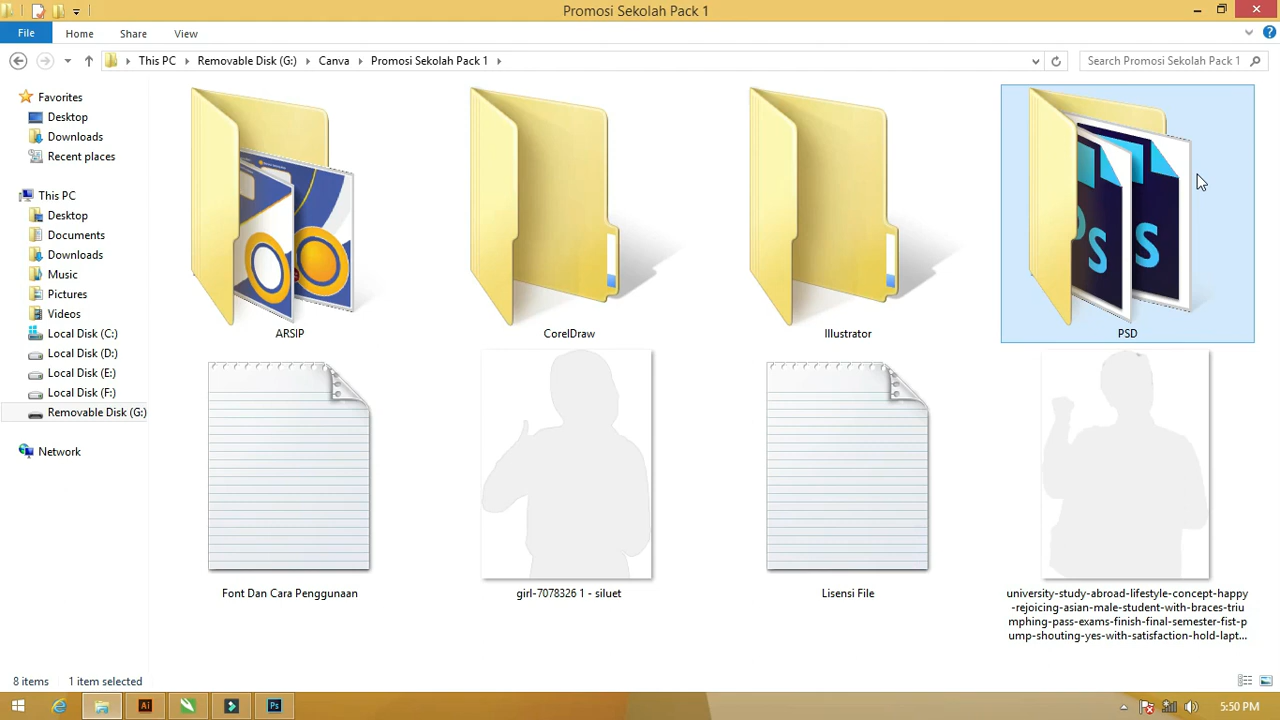 Promosi Sekolah Pack 1
File Home Share View
This PC Removable Disk (G:) Canva Promosi Sekolah Pack 1 Search Promosi Sekolah Pack 1
Favorites
Desktop
Downloads
Recent places
This PC
Desktop
Documents
Downloads
Music
Pictures
Videos
Local Disk (C:)
Local Disk (D:)
Local Disk (E:)
Local Disk (F:)
Removable Disk (G:)
Network
ARSIP CorelDraw Illustrator PSD
Font Dan Cara Penggunaan girl-7078326 1 - siluet Lisensi File university-study-abroad-lifestyle-concept-happy
-rejoicing-asian-male-student-with-braces-triu
mphing-pass-exams-finish-final-semester-fist-p
ump-shouting-yes-with-satisfaction-hold-lapt...
8 items 1 item selected
Ai Ps 5:50 PM